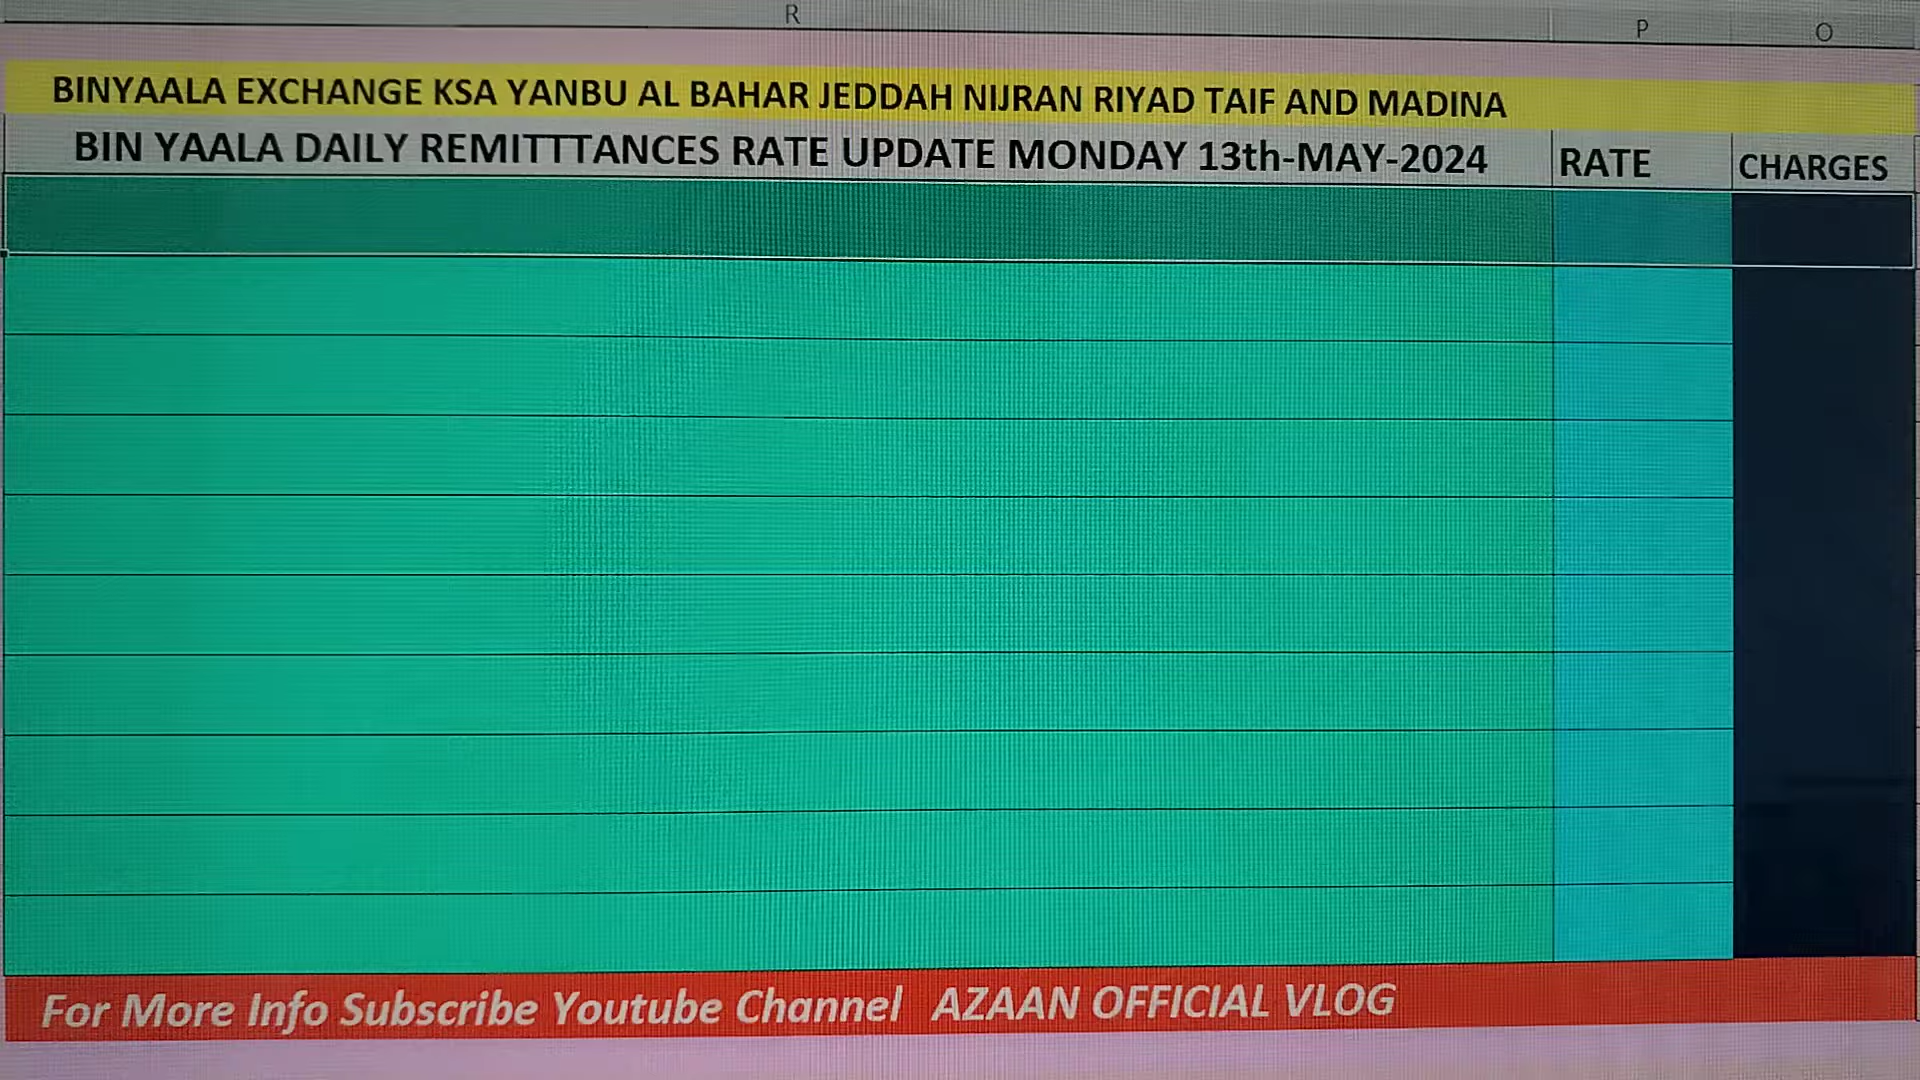 R P O
BINYAALA EXCHANGE KSA YANBU AL BAHAR JEDDAH NIJRAN RIYAD TAIF AND MADINA
BIN YAALA DAILY REMITTTANCES RATE UPDATE MONDAY 13th-MAY-2024 RATE CHARGES
For More Info Subscribe Youtube Channel AZAAN OFFICIAL VLOG